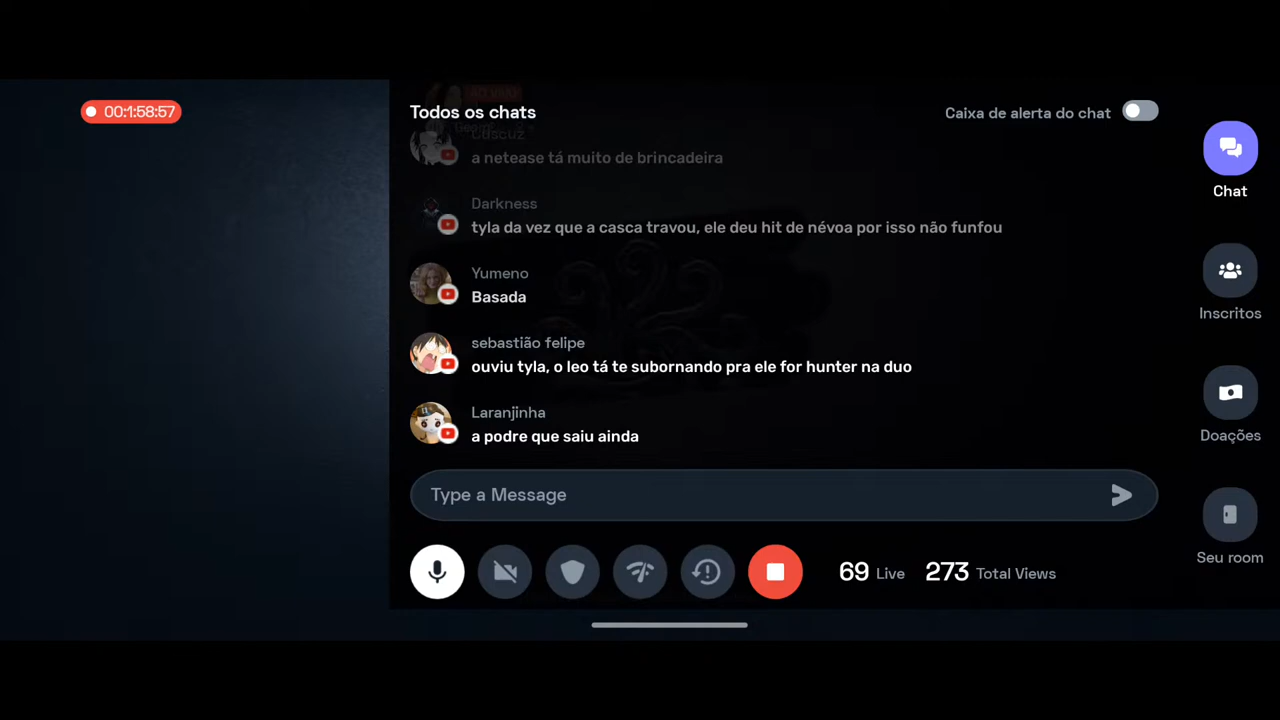 00:1:58:57
AO VIVO
Todos os chats
Caixa de alerta do chat
Cuscuz
a netease tá muito de brincadeira
Darkness
tyla da vez que a casca travou, ele deu hit de névoa por isso não funfou
Yumeno
Basada
sebastião felipe
ouviu tyla, o leo tá te subornando pra ele for hunter na duo
Laranjinha
a podre que saiu ainda
Type a Message
69 Live
273 Total Views
Chat
Inscritos
Doações
Seu room